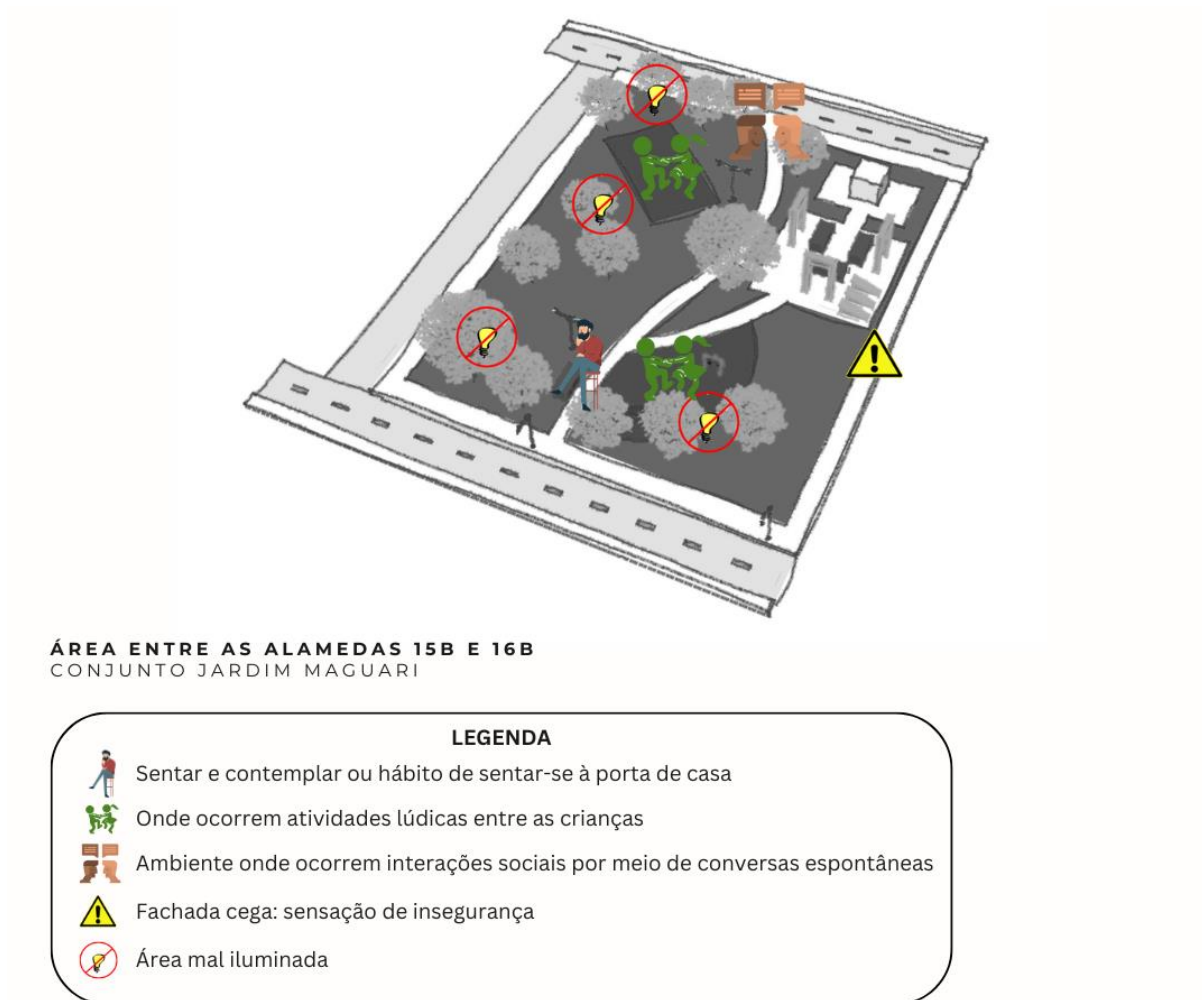 ÁREA ENTRE AS ALAMEDAS 15B E 16B
CONJUNTO JARDIM MAGUARI
LEGENDA
Sentar e contemplar ou hábito de sentar-se à porta de casa
Onde ocorrem atividades lúdicas entre as crianças
Ambiente onde ocorrem interações sociais por meio de conversas espontâneas
Fachada cega: sensação de insegurança
Área mal iluminada